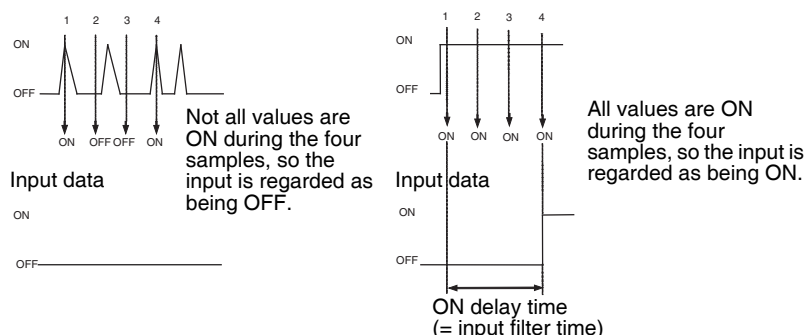 1 2 3 4
ON
OFF
ON OFF OFF ON
Not all values are
ON during the four
samples, so the
input is regarded as
being OFF.
Input data
ON
OFF
1 2 3 4
ON
OFF
ON ON ON ON
All values are ON
during the four
samples, so the input is
regarded as being ON.
Input data
ON
OFF
ON delay time
(= input filter time)